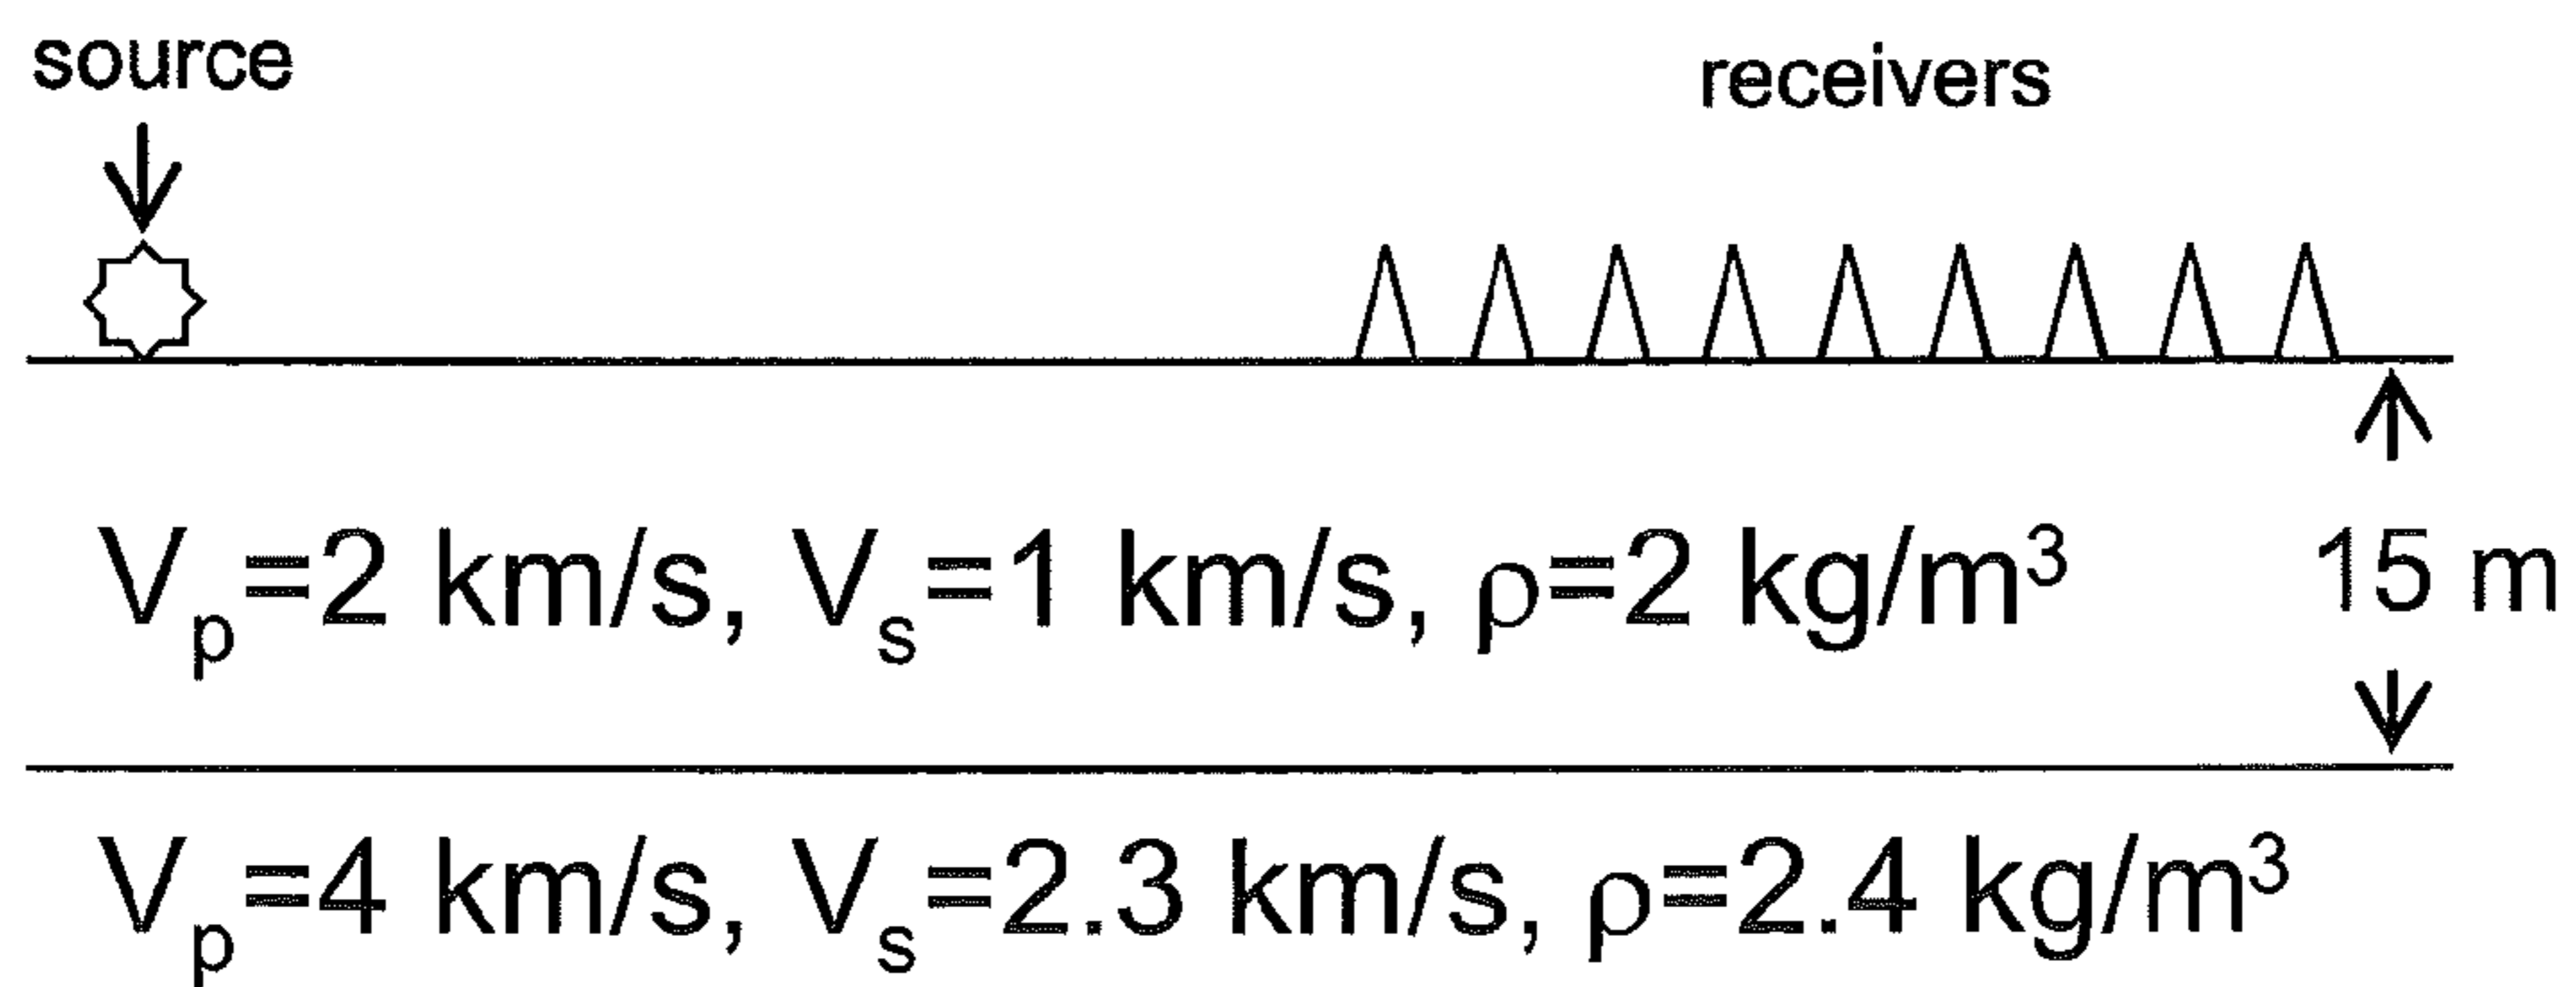 source
receivers
Vₚ=2 km/s, Vₛ=1 km/s, ρ=2 kg/m³
15 m
Vₚ=4 km/s, Vₛ=2.3 km/s, ρ=2.4 kg/m³